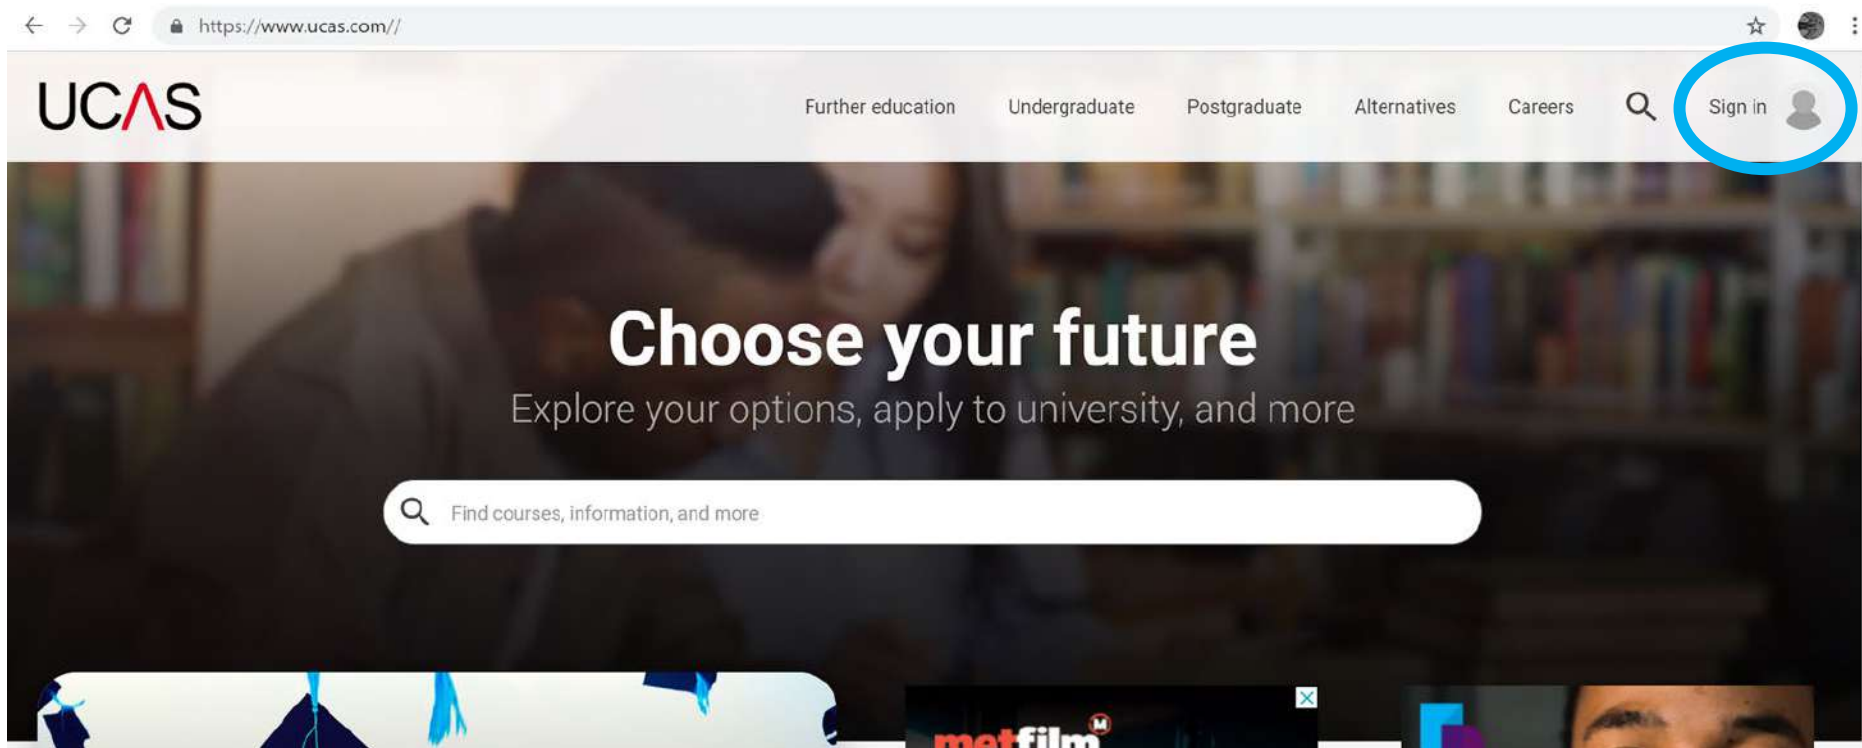 https://www.ucas.com//
UCAS
Further education Undergraduate Postgraduate Alternatives Careers Sign in
Choose your future
Explore your options, apply to university, and more
Find courses, information, and more
metfilm M